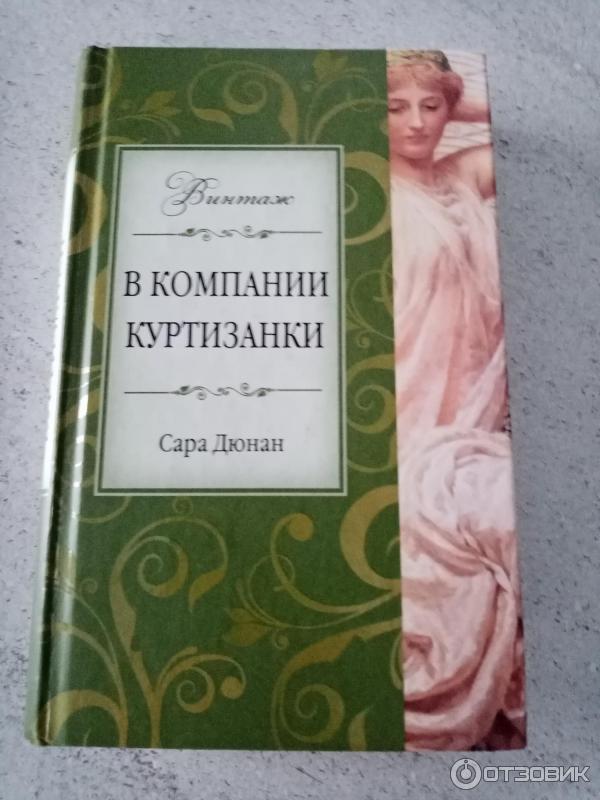 Винтаж
В КОМПАНИИ
КУРТИЗАНКИ
Сара Дюнан
ОТЗОВИК